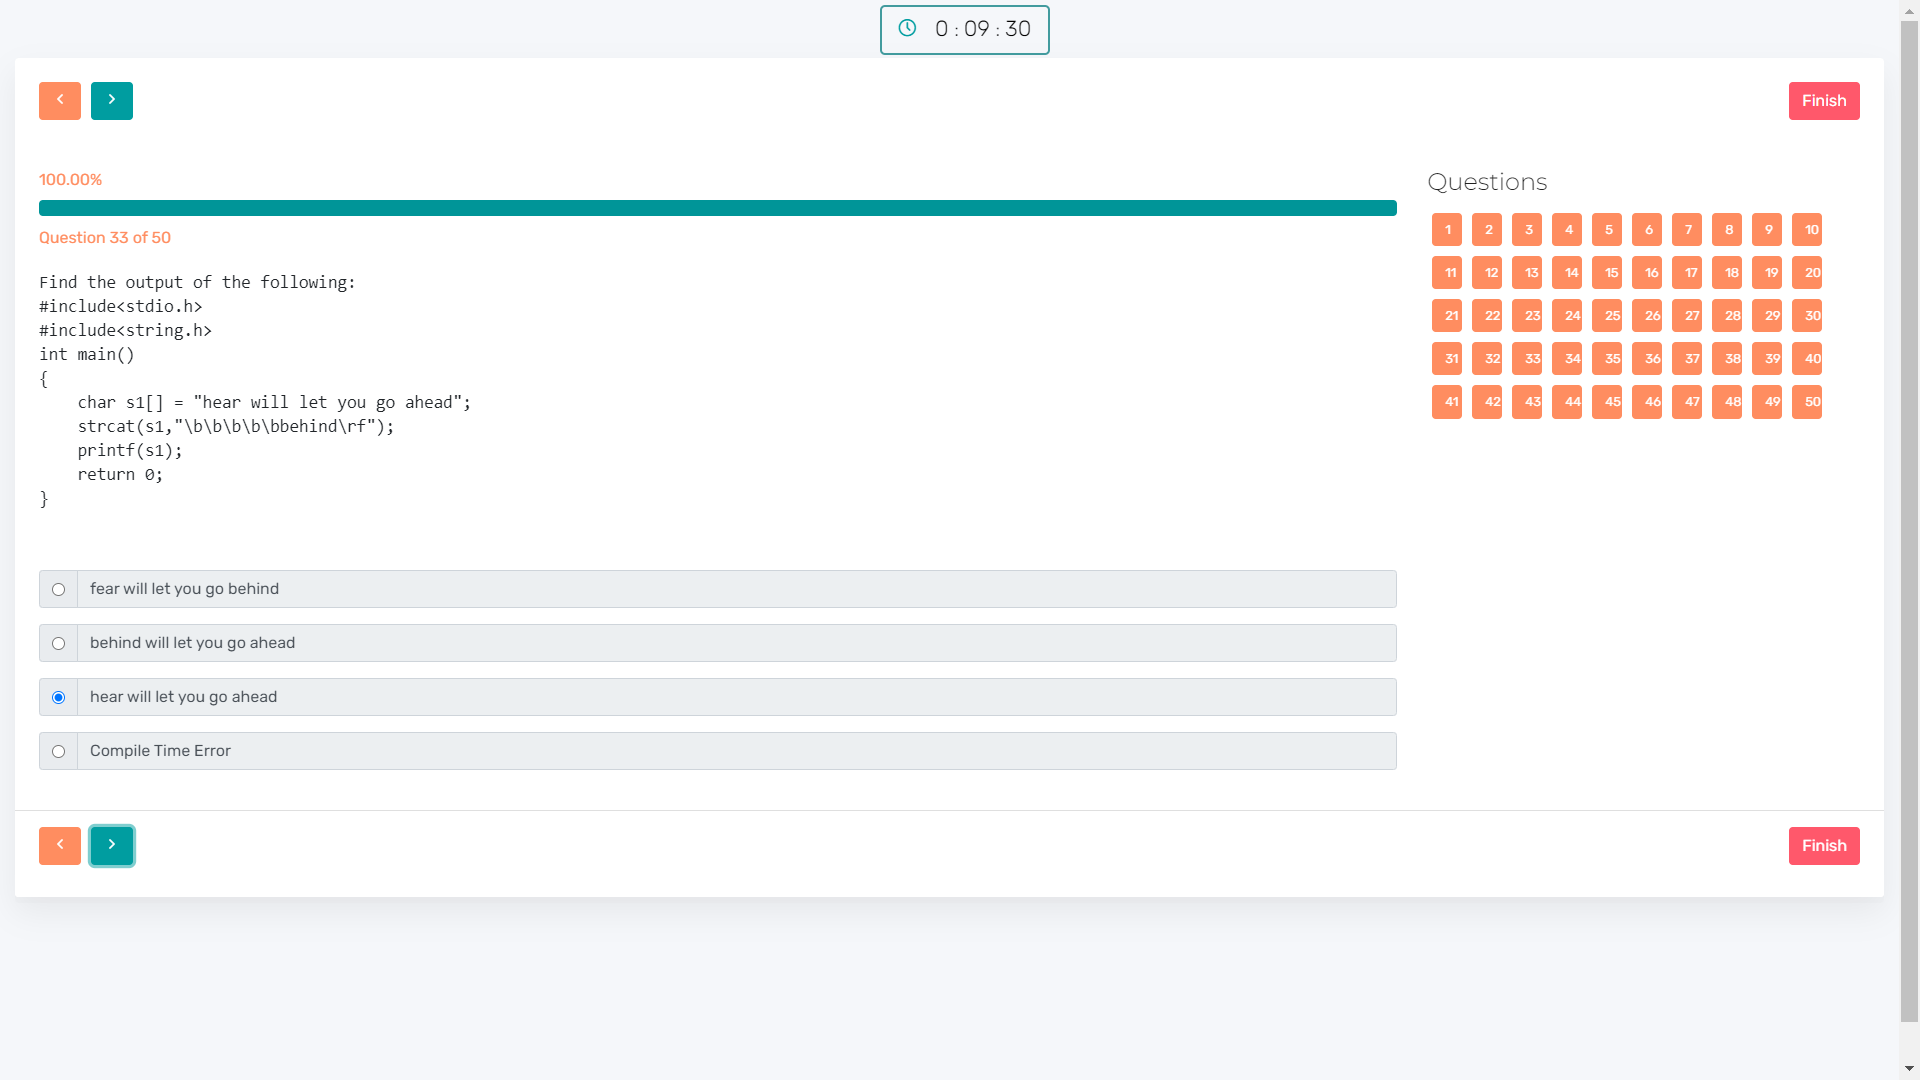 0 : 09 : 30
Finish
100.00%
Question 33 of 50
Find the output of the following:
#include<stdio.h>
#include<string.h>
int main()
{
    char s1[] = "hear will let you go ahead";
    strcat(s1,"\b\b\b\b\bbehind\rf");
    printf(s1);
    return 0;
}
fear will let you go behind
behind will let you go ahead
hear will let you go ahead
Compile Time Error
Questions
1 2 3 4 5 6 7 8 9 10
11 12 13 14 15 16 17 18 19 20
21 22 23 24 25 26 27 28 29 30
31 32 33 34 35 36 37 38 39 40
41 42 43 44 45 46 47 48 49 50
Finish